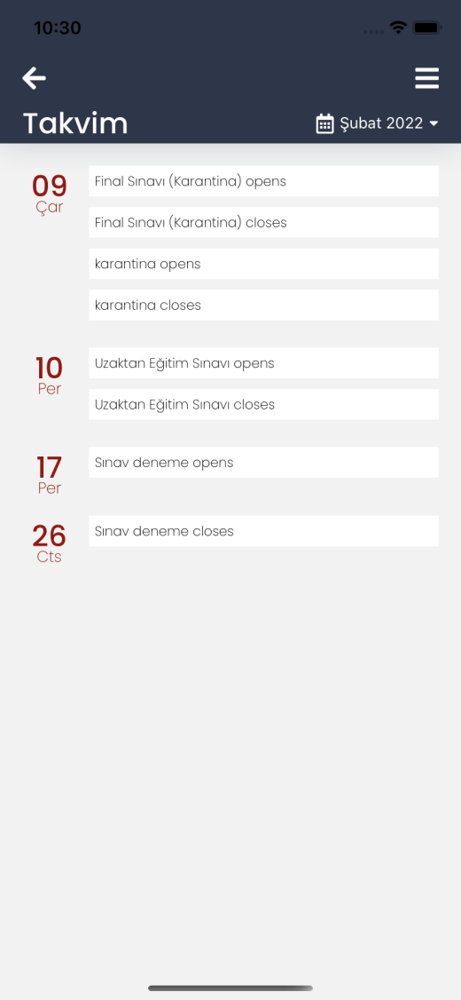 10:30
Takvim
Şubat 2022
09
Çar
Final Sınavı (Karantina) opens
Final Sınavı (Karantina) closes
karantina opens
karantina closes
10
Per
Uzaktan Eğitim Sınavı opens
Uzaktan Eğitim Sınavı closes
17
Per
Sınav deneme opens
26
Cts
Sınav deneme closes